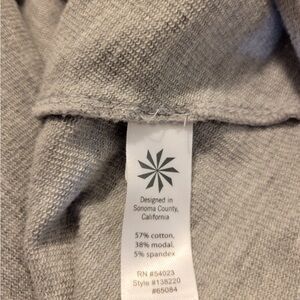 Designed in
Sonoma County,
California
57% cotton,
38% modal,
5% spandex
RN #54023
Style #138220
#65084